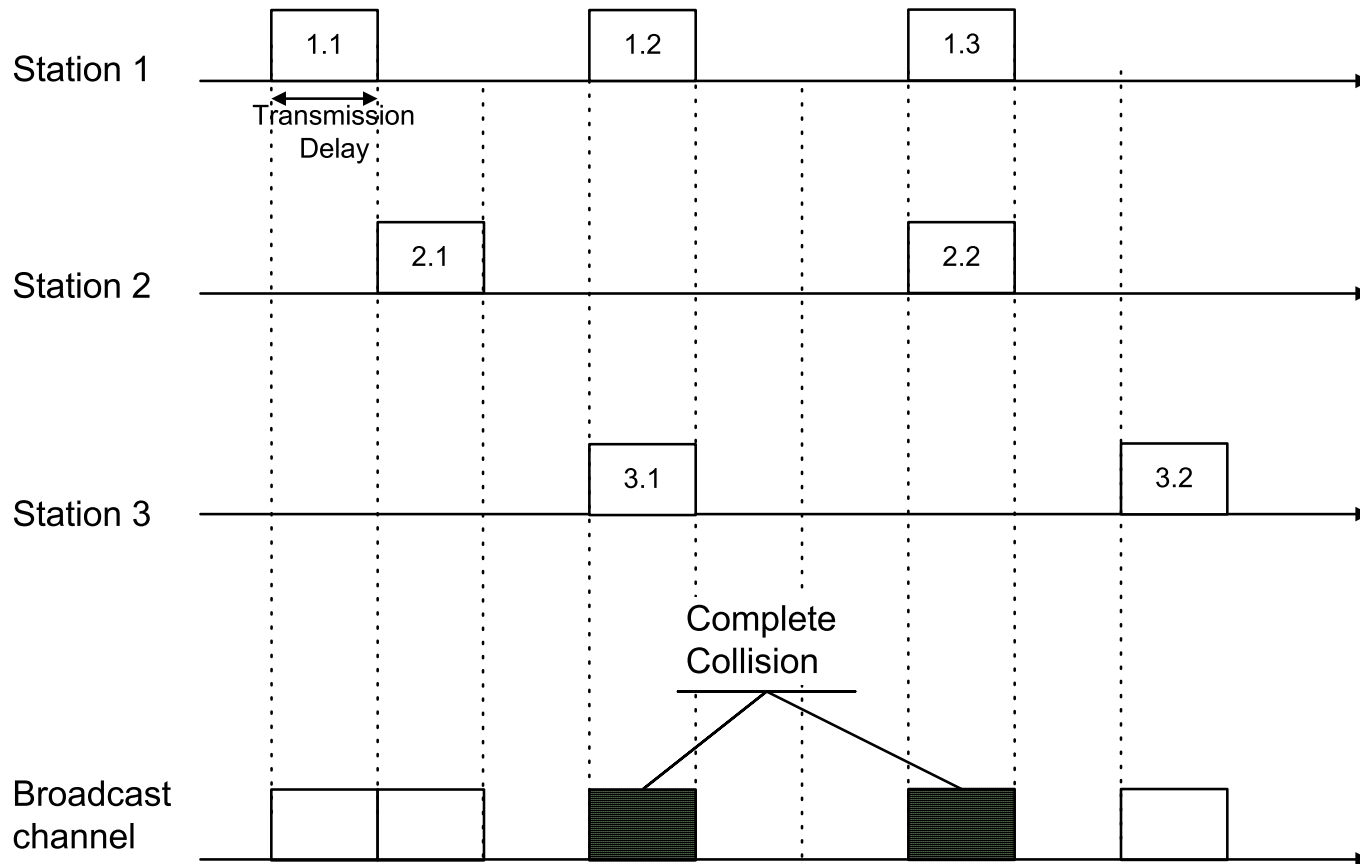 1.1
1.2
1.3
Station 1
Transmission
Delay
2.1
2.2
Station 2
3.1
3.2
Station 3
Complete
Collision
Broadcast
channel